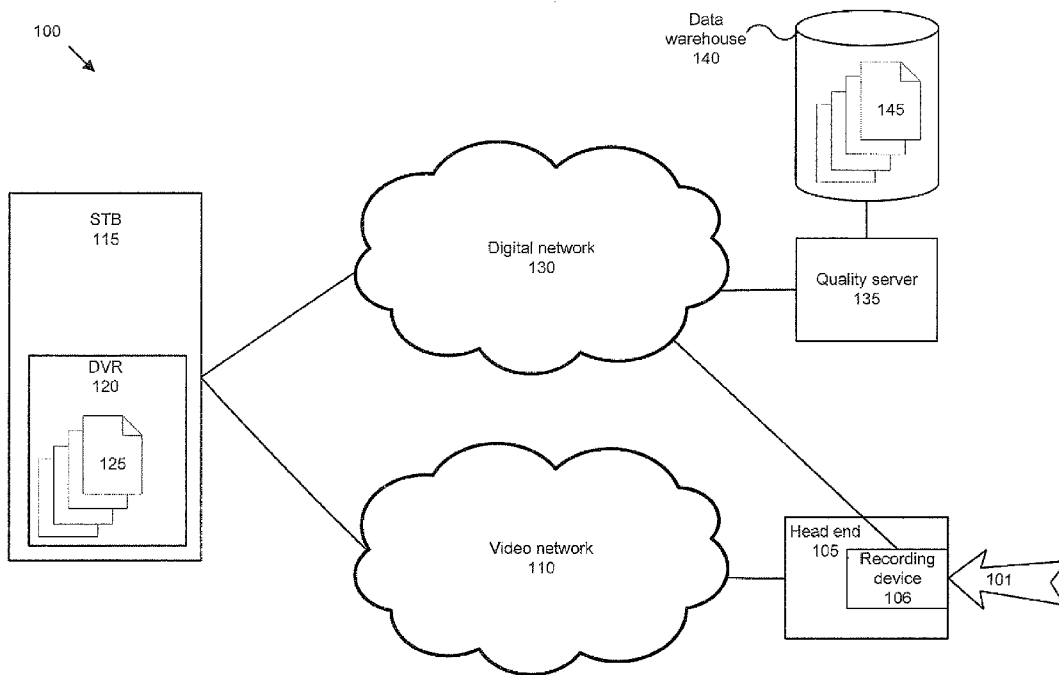 100
Data
warehouse
140
145
STB
115
Digital network
130
Quality server
135
DVR
120
125
Video network
110
Head end
105
Recording
device
106
101